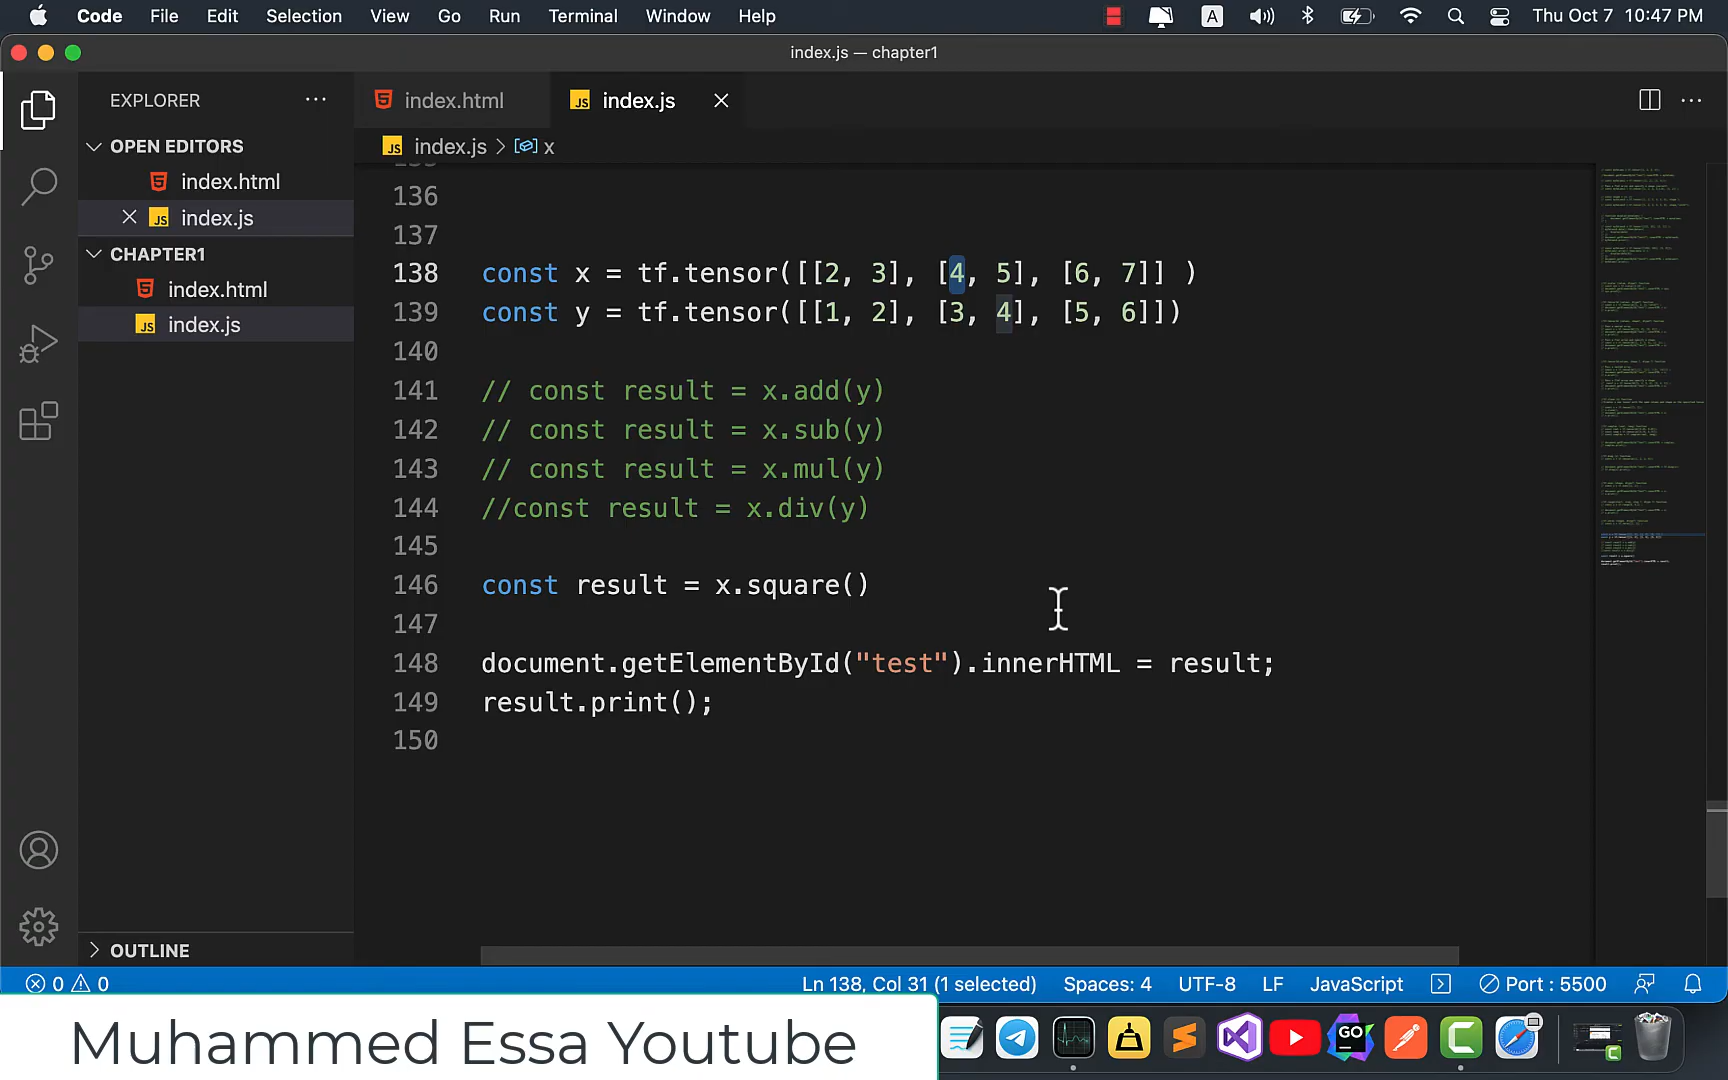 Code File Edit Selection View Go Run Terminal Window Help A Thu Oct 7 10:47 PM
index.js — chapter1
EXPLORER ···
OPEN EDITORS
index.html
JS index.js
CHAPTER1
index.html
JS index.js
OUTLINE
index.html
JS index.js
JS index.js > x
136
137
138 const x = tf.tensor([[2, 3], [4, 5], [6, 7]] )
139 const y = tf.tensor([[1, 2], [3, 4], [5, 6]])
140
141 // const result = x.add(y)
142 // const result = x.sub(y)
143 // const result = x.mul(y)
144 //const result = x.div(y)
145
146 const result = x.square()
147
148 document.getElementById("test").innerHTML = result;
149 result.print();
150
0 0 Ln 138, Col 31 (1 selected) Spaces: 4 UTF-8 LF JavaScript Port : 5500
Muhammed Essa Youtube
GO